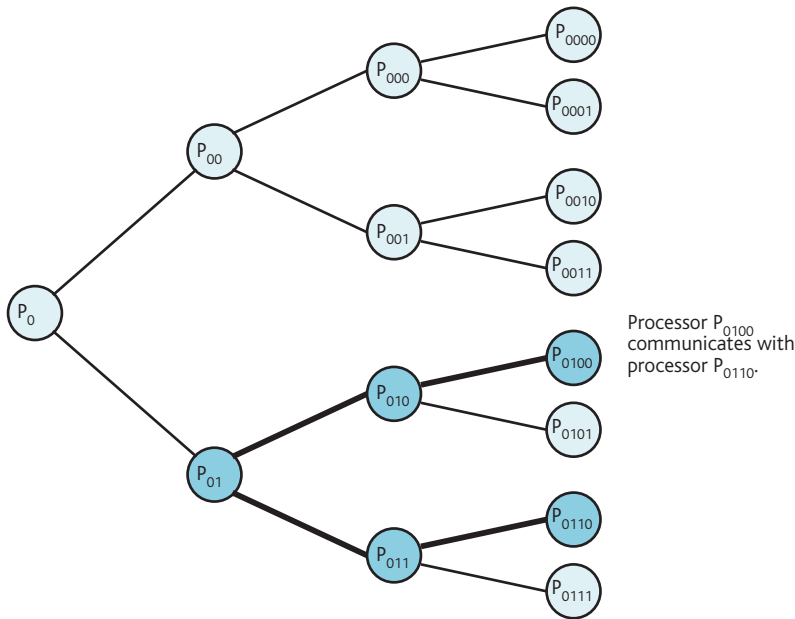 P0000
P000
P0001
P00
P0010
P001
P0011
P0
Processor P0100
communicates with
processor P0110.
P0100
P010
P0101
P01
P0110
P011
P0111